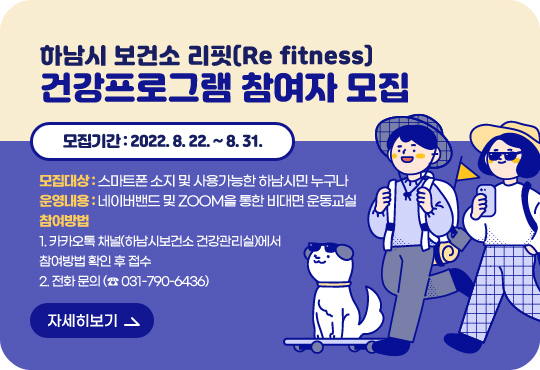 하남시 보건소 리핏(Re fitness)
건강프로그램 참여자 모집
모집기간 : 2022. 8. 22. ~ 8. 31.
모집대상 : 스마트폰 소지 및 사용가능한 하남시민 누구나
운영내용 : 네이버밴드 및 ZOOM을 통한 비대면 운동교실
참여방법
1. 카카오톡 채널(하남시보건소 건강관리실)에서
참여방법 확인 후 접수
2. 전화 문의 (☎ 031-790-6436)
자세히보기